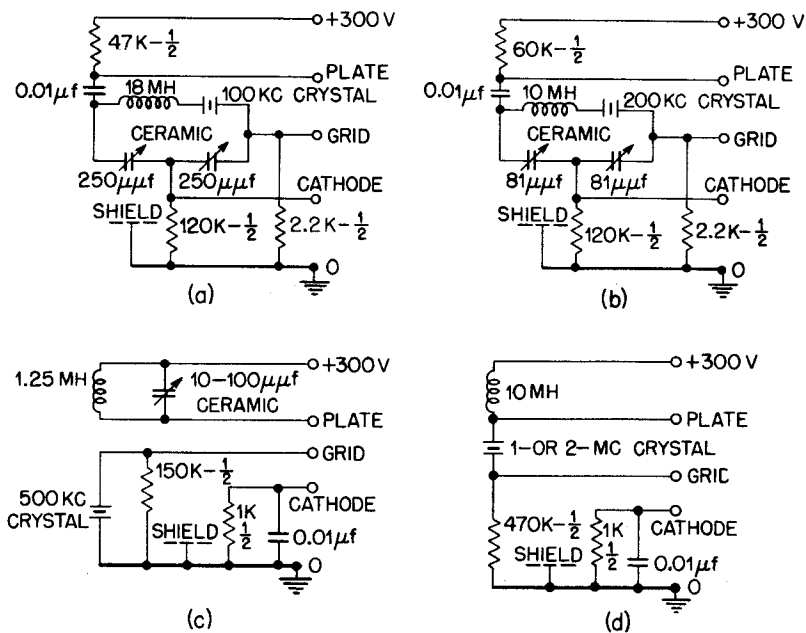 +300 V
47K-1/2
PLATE
0.01μf
18 MH
100 KC CRYSTAL
CERAMIC
GRID
250μμf
250μμf
CATHODE
SHIELD
120K-1/2
2.2K-1/2
0
(a)
+300 V
60K-1/2
PLATE
0.01μf
10 MH
200 KC CRYSTAL
CERAMIC
GRID
81μμf
81μμf
CATHODE
SHIELD
120K-1/2
2.2K-1/2
0
(b)
+300 V
1.25 MH
10-100μμf
CERAMIC
PLATE
GRID
150K-1/2
500 KC
CRYSTAL
CATHODE
SHIELD
1K
1/2
0.01μf
0
(c)
+300 V
10 MH
PLATE
1-OR 2-MC CRYSTAL
GRID
470K-1/2
CATHODE
SHIELD
1K
1/2
0.01μf
0
(d)